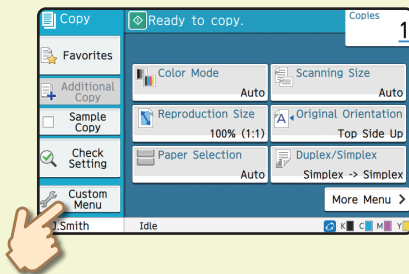 Copy
Ready to copy.
Copies
1
Favorites
Additional
Copy
Sample
Copy
Check
Setting
Custom
Menu
Color Mode
Auto
Scanning Size
Auto
Reproduction Size
100% (1:1)
Original Orientation
Top Side Up
Paper Selection
Auto
Duplex/Simplex
Simplex -> Simplex
More Menu >
J.Smith
Idle
K C M Y